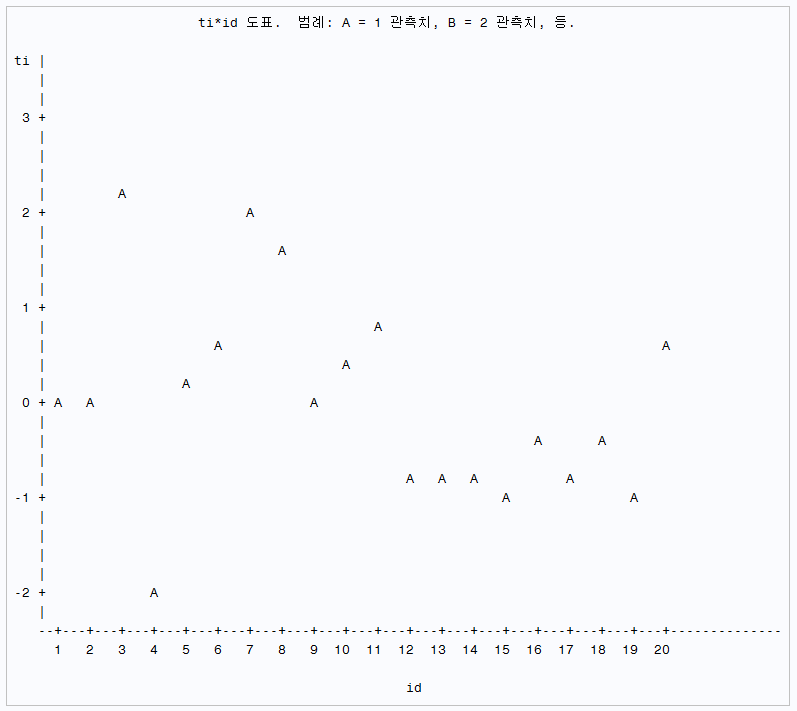 ti*id 도표.  범례: A = 1 관측치, B = 2 관측치, 등.
ti |
|
|
3 +
|
|
|
| A
2 + A
|
| A
|
|
1 +
| A
| A A
| A
| A
0 + A A A
|
| A A
|
| A A A A
-1 + A A
|
|
|
|
-2 + A
|
--+---+---+---+---+---+---+---+---+---+---+---+---+---+---+---+---+---+---+---+--------------
1 2 3 4 5 6 7 8 9 10 11 12 13 14 15 16 17 18 19 20
id